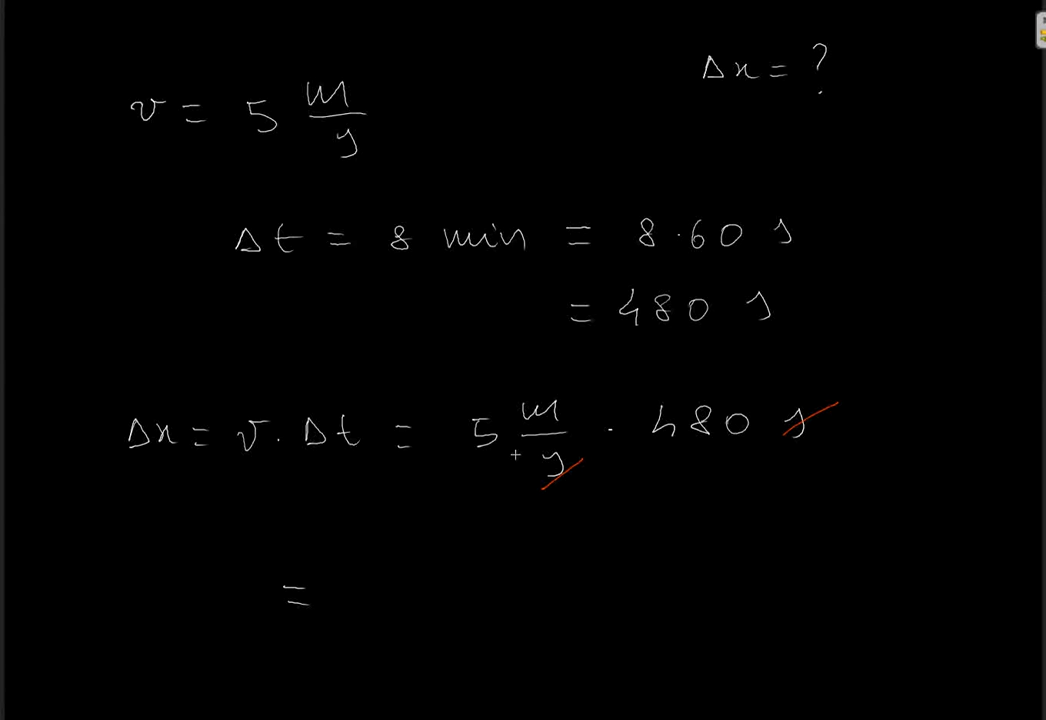 Δx = ?
v = 5 m/s
Δt = 8 min = 8·60 s
= 480 s
Δx = v · Δt = 5 m/s · 480 s
=